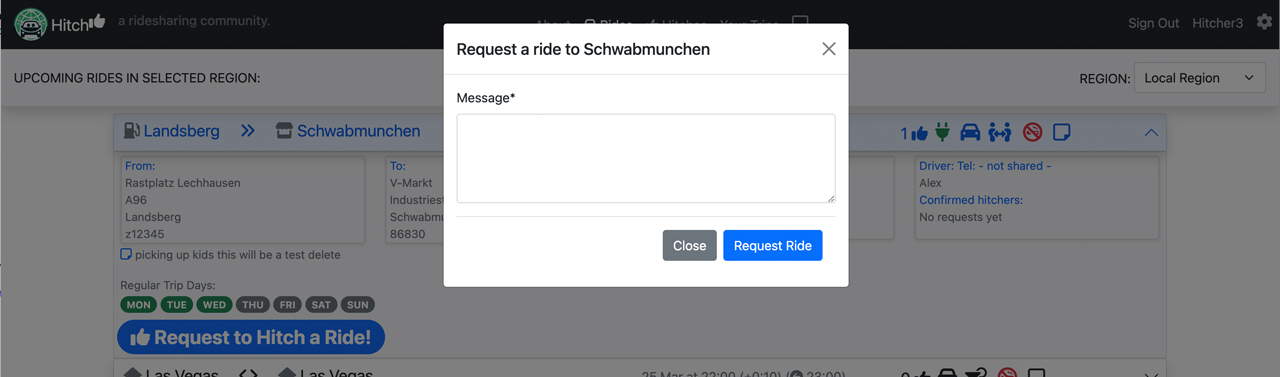 Hitch
a ridesharing community.
About Rides Hitches Your Trips
Sign Out Hitcher3
Request a ride to Schwabmunchen
UPCOMING RIDES IN SELECTED REGION:
REGION: Local Region
Message*
Landsberg
Schwabmunchen
1
From:
Rastplatz Lechhausen
A96
Landsberg
z12345
To:
V-Markt
Schwabm
86830
Driver: Tel: - not shared -
Alex
Confirmed hitchers:
No requests yet
Close Request Ride
picking up kids this will be a test delete
Regular Trip Days:
MON TUE WED THU FRI SAT SUN
Request to Hitch a Ride!
Las Vegas Las Vegas 25 Mar at 22:00 (+0:10) ( 23:00) 0